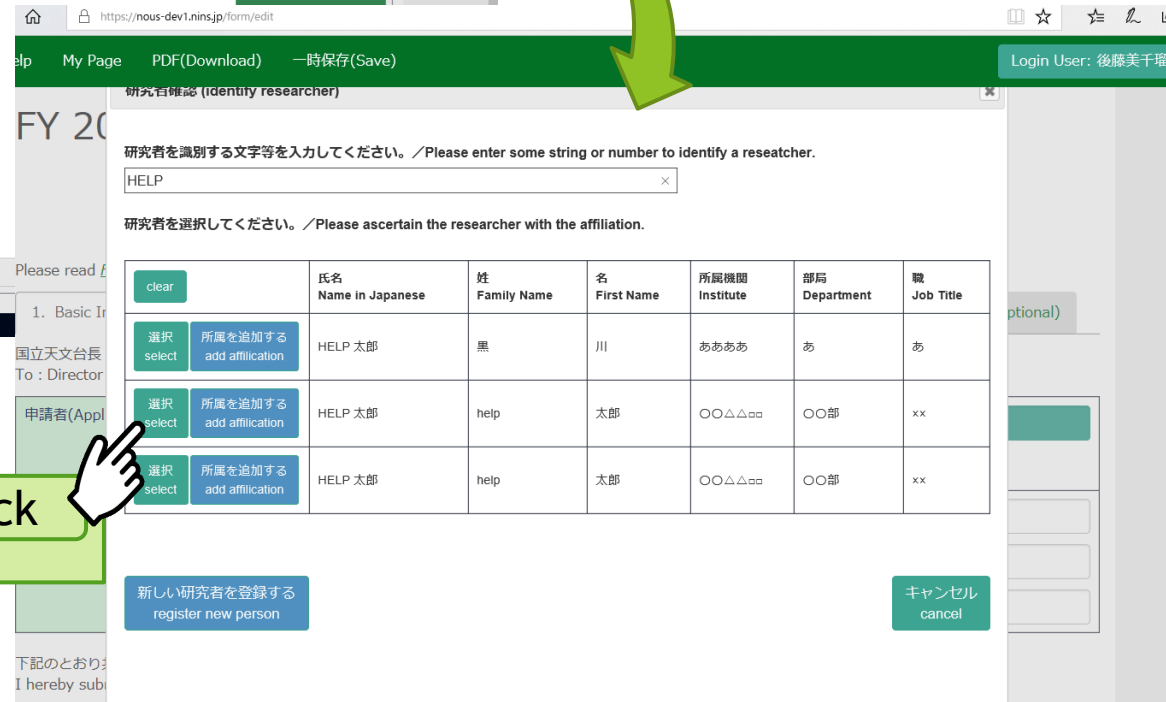 https://nous-dev1.nins.jp/form/edit
elp My Page PDF(Download) 一時保存(Save) Login User: 後藤美千瑠
研究者確認 (identify researcher)
FY 20
研究者を識別する文字等を入力してください。／Please enter some string or number to identify a reseatcher.
HELP
研究者を選択してください。／Please ascertain the researcher with the affiliation.
Please read
clear
氏名
Name in Japanese
姓
Family Name
名
First Name
所属機関
Institute
部局
Department
職
Job Title
1. Basic In
ptional)
選択
select
所属を追加する
add affilication
HELP 太郎 黒 川 ああああ あ あ
国立天文台長
To : Director
選択
select
所属を追加する
add affilication
HELP 太郎 help 太郎 〇〇△△□□ 〇〇部 ××
申請者(Appl
選択
select
所属を追加する
add affilication
HELP 太郎 help 太郎 〇〇△△□□ 〇〇部 ××
ck
新しい研究者を登録する
register new person
キャンセル
cancel
下記のとおり
I hereby sub